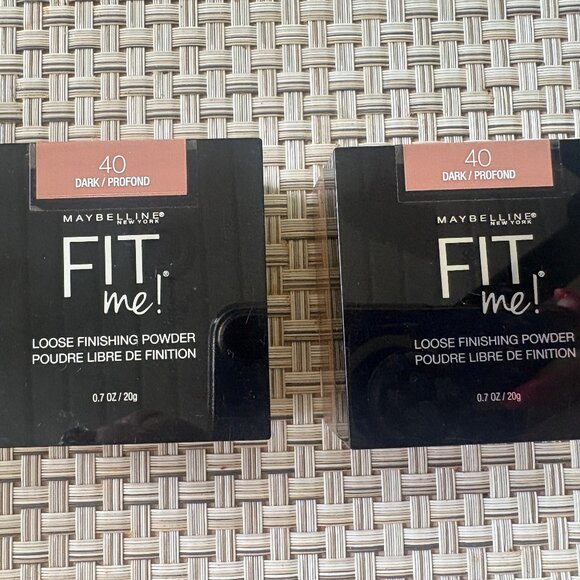 40
DARK / PROFOND
MAYBELLINE®
NEW YORK
FIT
me!®
LOOSE FINISHING POWDER
POUDRE LIBRE DE FINITION
0.7 OZ / 20g
40
DARK / PROFOND
MAYBELLINE®
NEW YORK
FIT
me!®
LOOSE FINISHING POWDER
POUDRE LIBRE DE FINITION
0.7 OZ / 20g